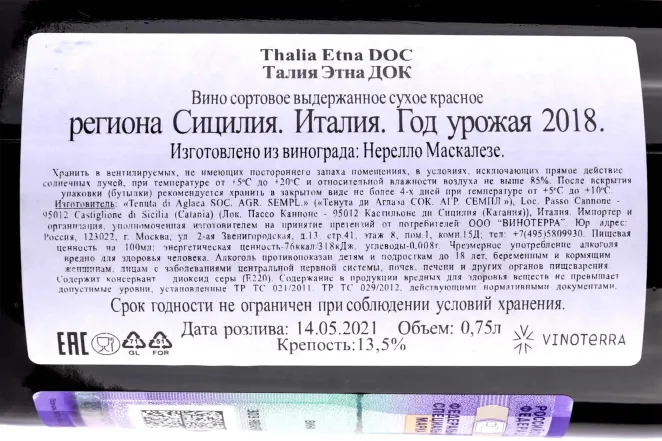 Thalia Etna DOC
Талия Этна ДОК
Вино сортовое выдержанное сухое красное
региона Сицилия. Италия. Год урожая 2018.
Изготовлено из винограда: Нерелло Маскалезе.
Хранить в вентилируемых, не имеющих постороннего запаха помещениях, в условиях, исключающих прямое действие
солнечных лучей, при температуре от +5°С до +20°С и относительной влажности воздуха не выше 85%. После вскрытия
упаковки (бутылки) рекомендуется хранить в закрытом виде не более 4-х дней при температуре от +5°С до +10°С.
Изготовитель: «Tenuta di Aglaea SOC. AGR. SEMPL.» («Тенута ди Аглаэа СОК. АГР. СЕМПЛ»), Loc. Passo Cannone -
95012 Castiglione di Sicilia (Catania) (Лок. Пассо Канноне - 95012 Кастильоне ди Сицилия (Катания)), Италия. Импортер и
организация, уполномоченная изготовителем на принятие претензий от потребителей ООО "ВИНОТЕРРА" Юр адрес:
Россия, 123022, г. Москва, ул 2-ая Звенигородская, д.13, стр.41, этаж 8, пом.1, комн.15Д; тел: +7(495)5809930. Пищевая
ценность на 100мл: энергетическая ценность-76ккал/318кДж, углеводы-0,008г. Чрезмерное употребление алкоголя
вредно для здоровья человека. Алкоголь противопоказан детям и подросткам до 18 лет, беременным и кормящим
женщинам, лицам с заболеваниями центральной нервной системы, почек, печени и других органов пищеварения.
Содержит консервант диоксид серы (Е220). Содержание в продукции вредных для здоровья веществ не превышает
допустимые уровни, установленные ТР ТС 021/2011, ТР ТС 029/2012, действующими нормативными документами.
Срок годности не ограничен при соблюдении условий хранения.
Дата розлива: 14.05.2021 Объем: 0,75л
Крепость:13,5%
EAC
71
GL
51
FOR
VINOTERRA